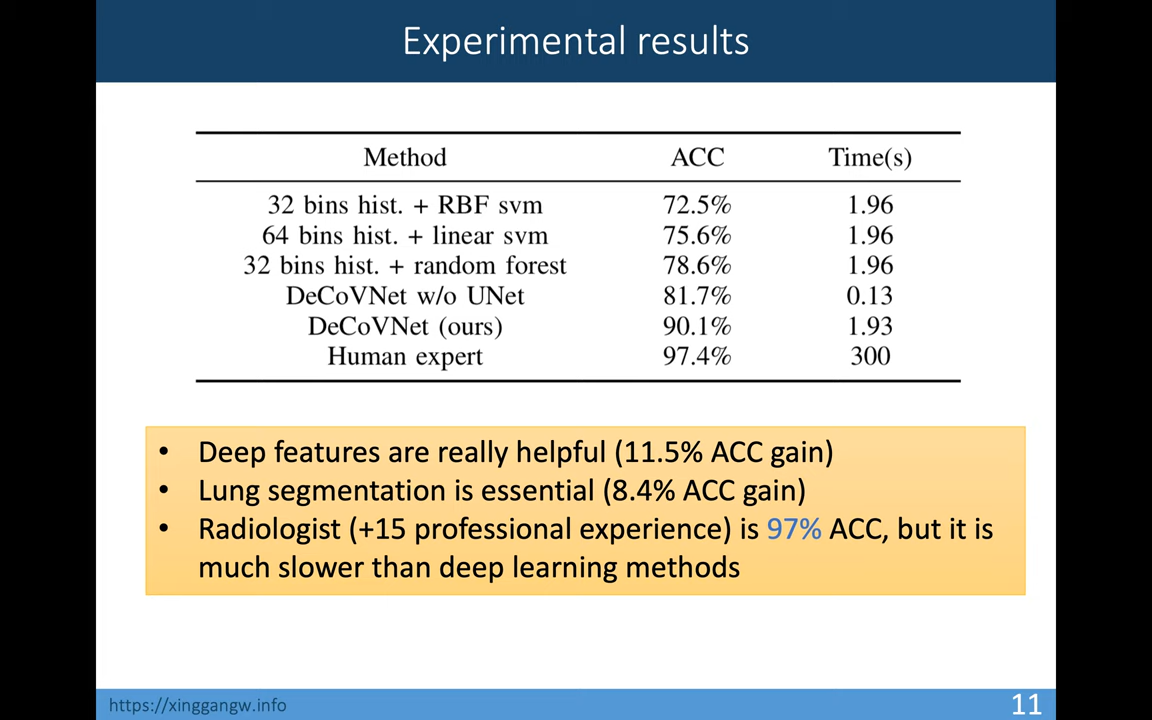 Experimental results
Method ACC Time(s)
32 bins hist. + RBF svm 72.5% 1.96
64 bins hist. + linear svm 75.6% 1.96
32 bins hist. + random forest 78.6% 1.96
DeCoVNet w/o UNet 81.7% 0.13
DeCoVNet (ours) 90.1% 1.93
Human expert 97.4% 300
• Deep features are really helpful (11.5% ACC gain)
• Lung segmentation is essential (8.4% ACC gain)
• Radiologist (+15 professional experience) is 97% ACC, but it is
much slower than deep learning methods
https://xinggangw.info 11